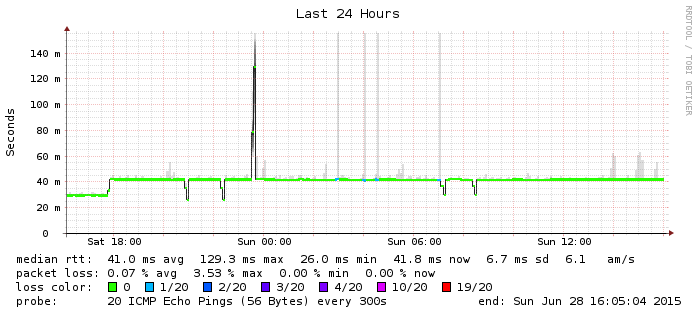 Last 24 Hours
RRDTOOL / TOBI OETIKER
Seconds
140 m
120 m
100 m
80 m
60 m
40 m
20 m
0
Sat 18:00 Sun 00:00 Sun 06:00 Sun 12:00
median rtt: 41.0 ms avg 129.3 ms max 26.0 ms min 41.8 ms now 6.7 ms sd 6.1 am/s
packet loss: 0.07 % avg 3.53 % max 0.00 % min 0.00 % now
loss color: 0 1/20 2/20 3/20 4/20 10/20 19/20
probe: 20 ICMP Echo Pings (56 Bytes) every 300s end: Sun Jun 28 16:05:04 2015